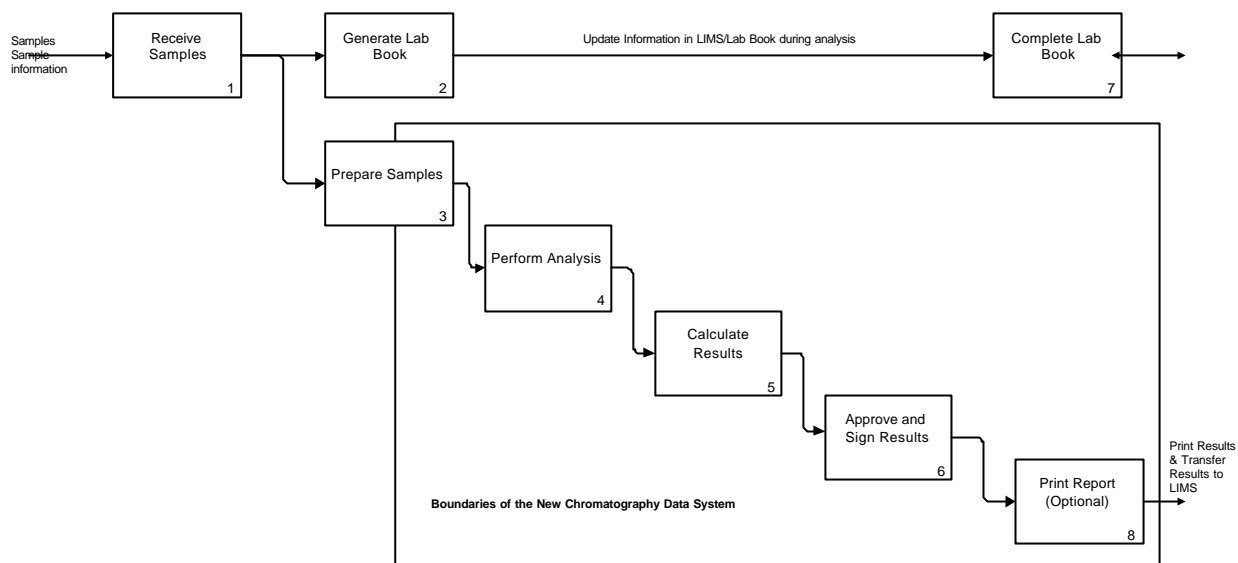 Samples
Sample
information
Receive
Samples
1
Generate Lab
Book
2
Update Information in LIMS/Lab Book during analysis
Complete Lab
Book
7
Prepare Samples
3
Perform Analysis
4
Calculate
Results
5
Approve and
Sign Results
6
Print Report
(Optional)
8
Print Results
& Transfer
Results to
LIMS
Boundaries of the New Chromatography Data System